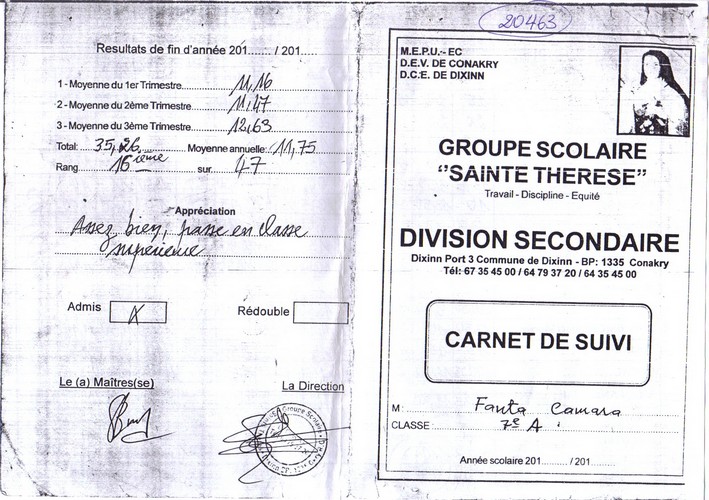 Resultats de fin d'année 201........ / 201......
1 - Moyenne du 1er Trimestre........ 11,16
2 - Moyenne du 2ème Trimestre........ 11,47
3 - Moyenne du 3ème Trimestre........ 12,63
Total: 35,26 Moyenne annuelle: 11,75
Rang 16ième sur 47
Appréciation
Assez bien, passe en classe
supérieure
Admis X Rédouble
Le (a) Maîtres(se) La Direction
Groupe Scolaire
20463
M.E.P.U.- EC
D.E.V. DE CONAKRY
D.C.E. DE DIXINN
GROUPE SCOLAIRE
"SAINTE THERESE"
Travail - Discipline - Equité
DIVISION SECONDAIRE
Dixinn Port 3 Commune de Dixinn - BP: 1335 Conakry
Tél: 67 35 45 00 / 64 79 37 20 / 64 35 45 00
CARNET DE SUIVI
M : Fanta Camara
CLASSE : 7e A
Année scolaire 201......... / 201......